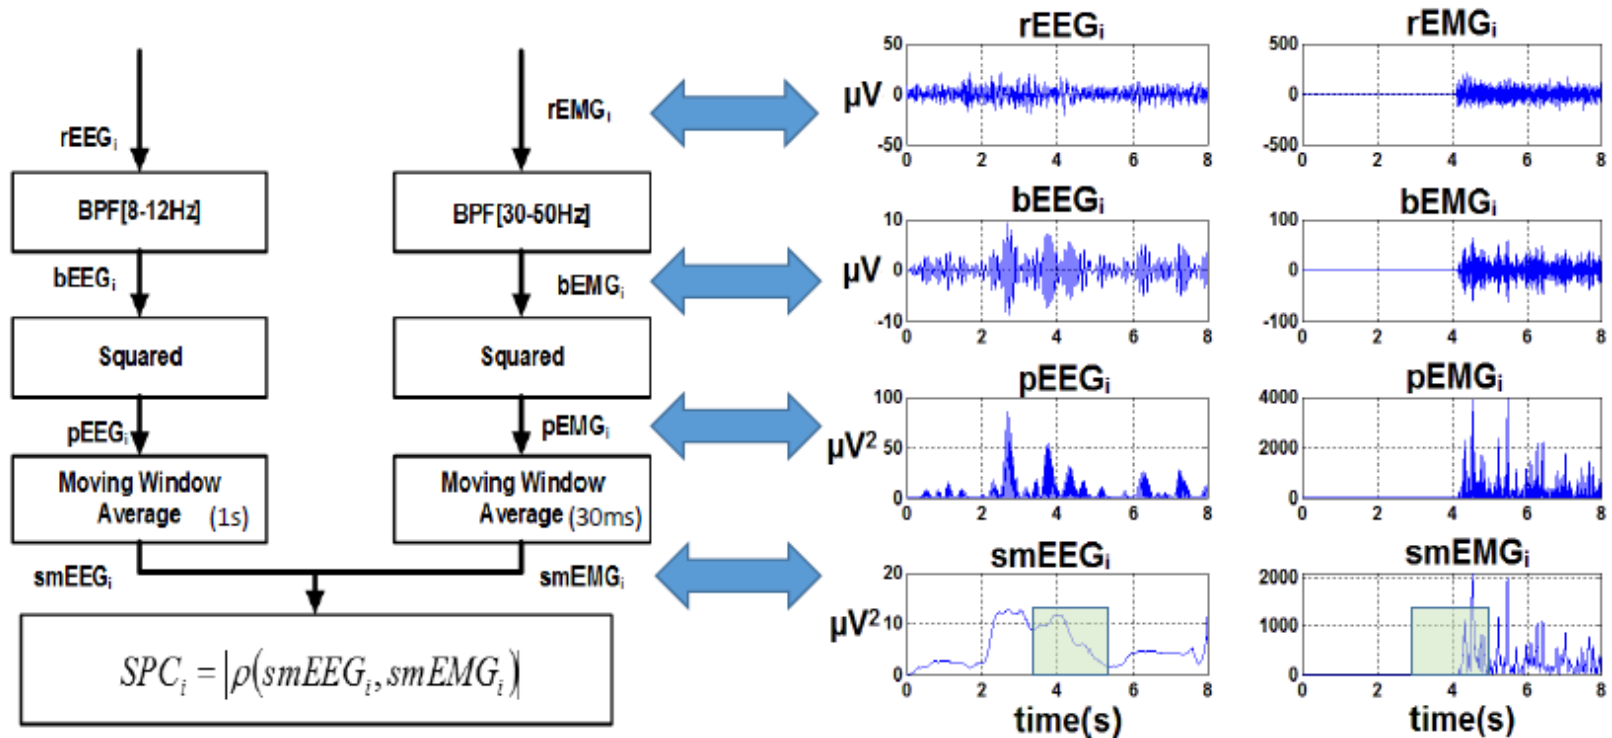 rEEGi
rEMGi
BPF[8-12Hz]
BPF[30-50Hz]
bEEGi
bEMGi
Squared
Squared
pEEGi
pEMGi
Moving Window
Average (1s)
Moving Window
Average (30ms)
smEEGi
smEMGi
SPCi = |ρ(smEEGi, smEMGi)|
rEEGi
50
μV 0
-50
0 2 4 6 8
rEMGi
500
0
-500
0 2 4 6 8
bEEGi
10
μV 0
-10
0 2 4 6 8
bEMGi
100
0
-100
0 2 4 6 8
pEEGi
100
μV2 50
0
0 2 4 6 8
pEMGi
4000
2000
0
0 2 4 6 8
smEEGi
20
μV2 10
0
0 2 4 6 8
time(s)
smEMGi
2000
1000
0
0 2 4 6 8
time(s)